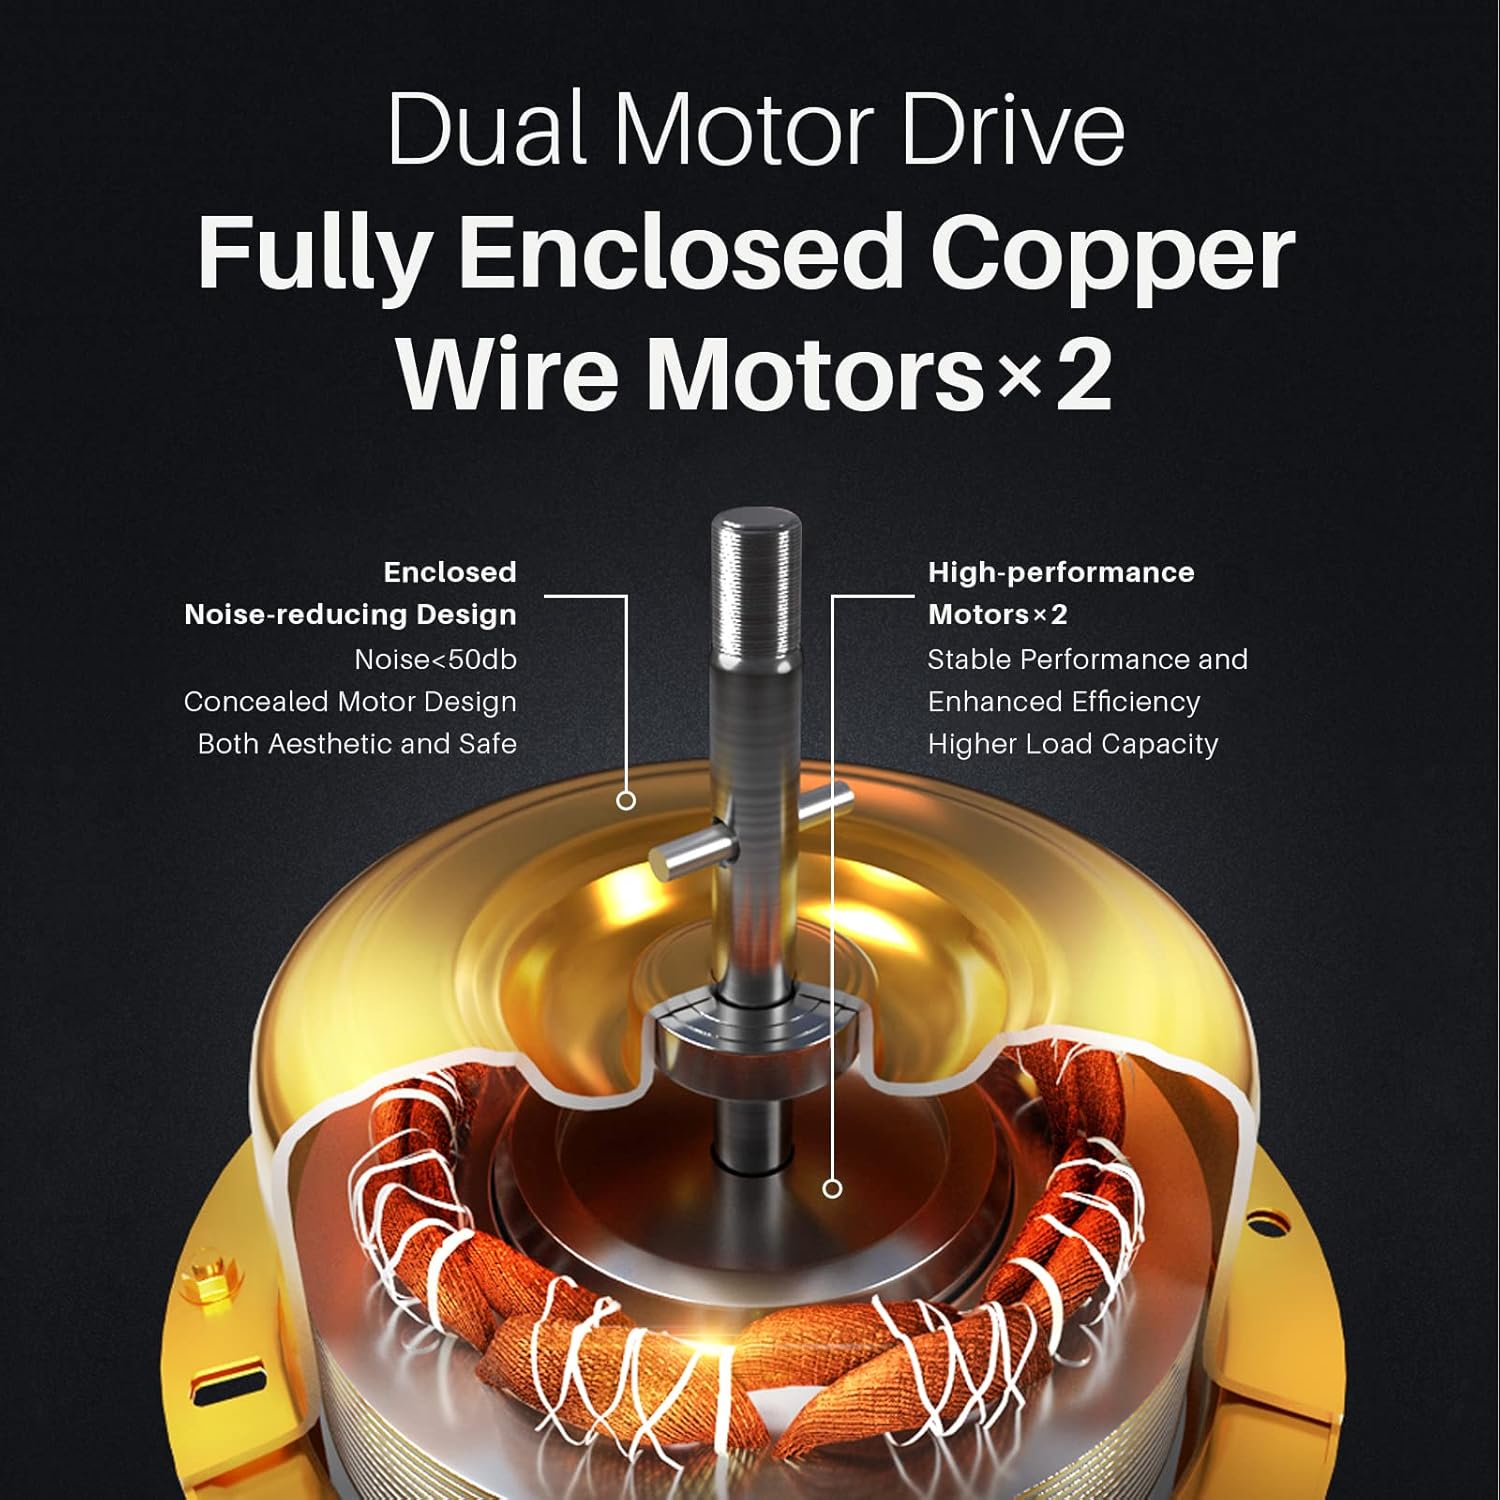 Dual Motor Drive
Fully Enclosed Copper
Wire Motors×2
Enclosed
Noise-reducing Design
Noise<50db
Concealed Motor Design
Both Aesthetic and Safe
High-performance
Motors×2
Stable Performance and
Enhanced Efficiency
Higher Load Capacity